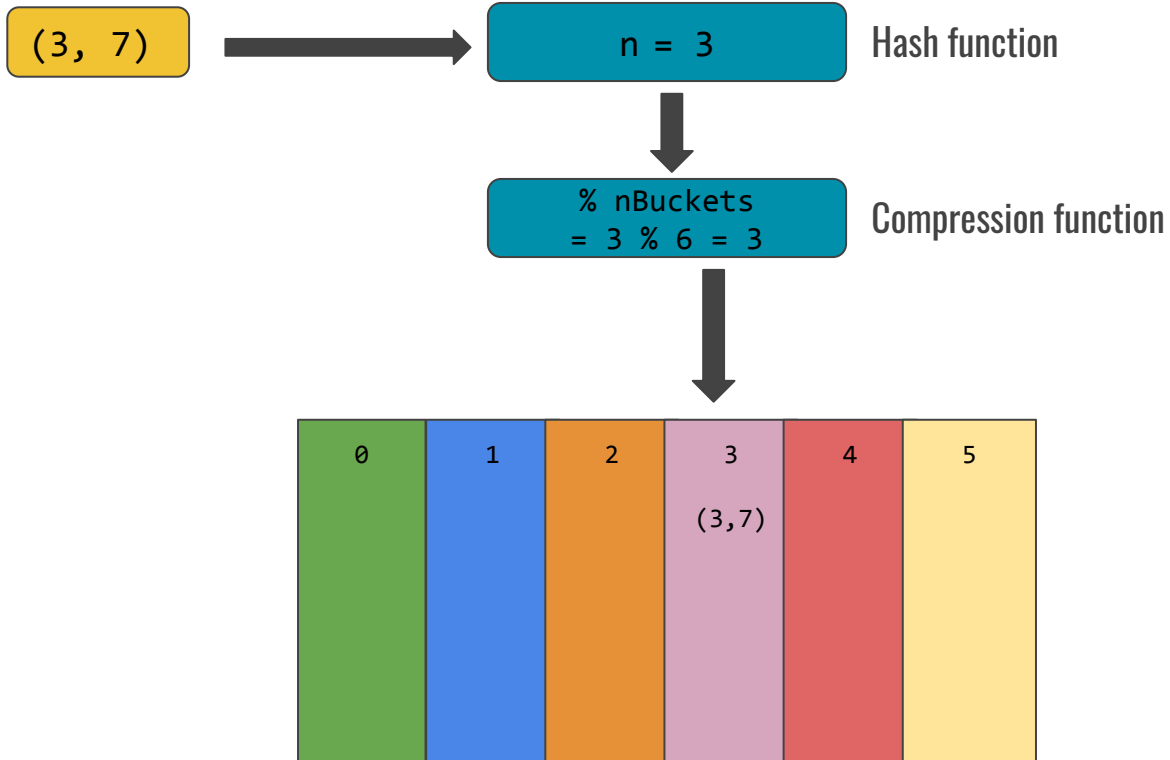 (3, 7)
n = 3
Hash function
% nBuckets
= 3 % 6 = 3
Compression function
0
1
2
3
4
5
(3,7)